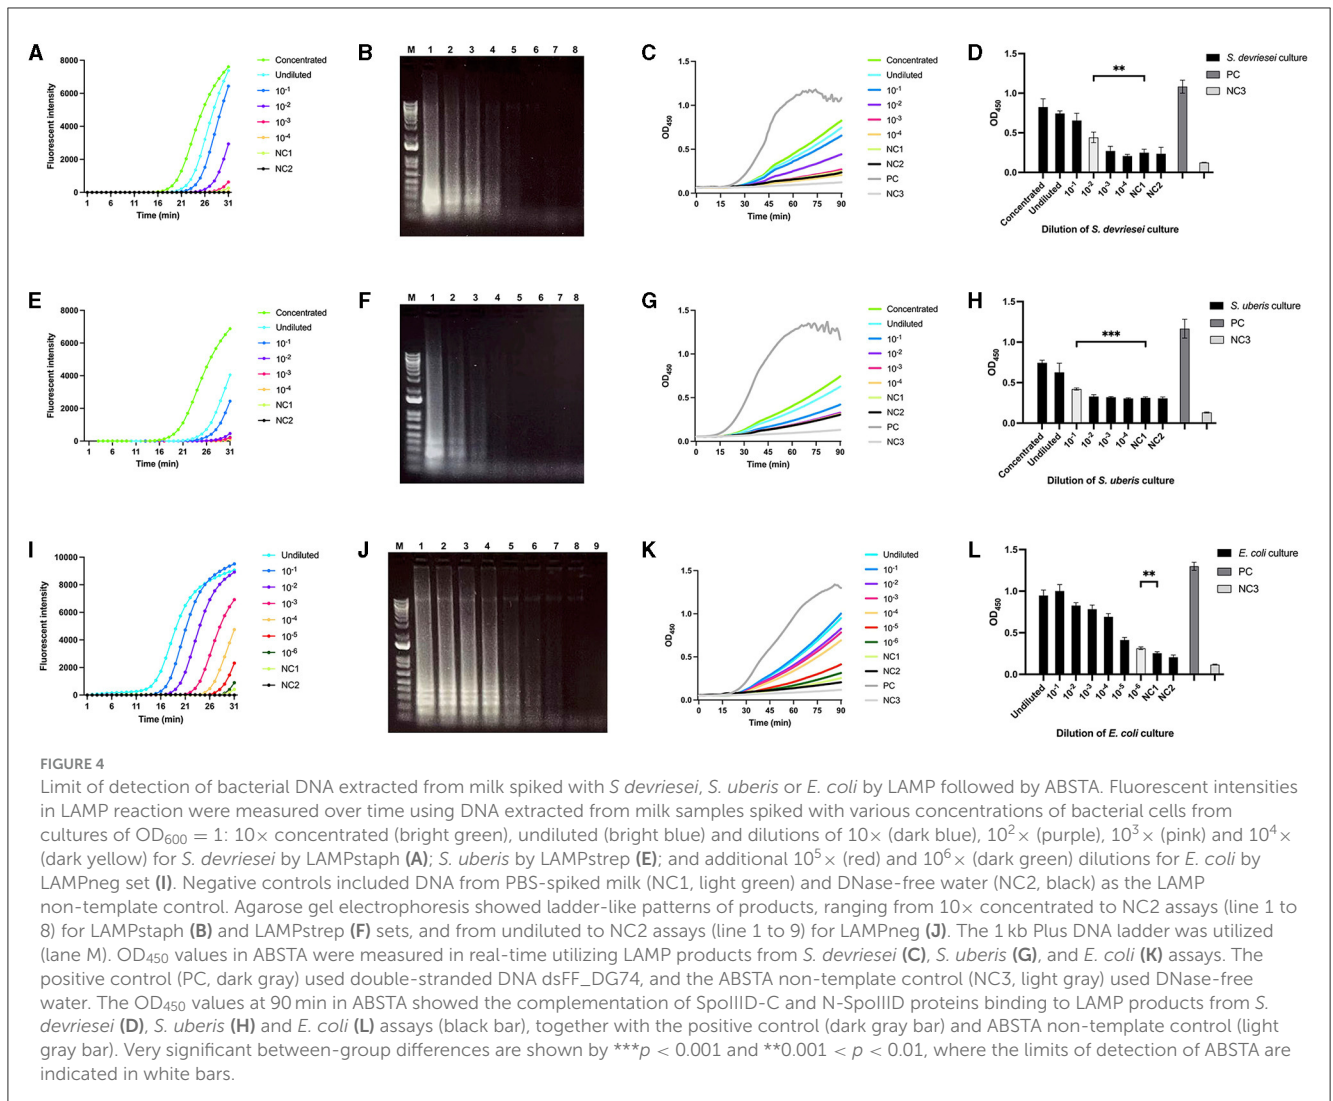 A
8000
6000
4000
2000
0
Fluorescent intensity
1 6 11 16 21 26 31
Time (min)
Concentrated
Undiluted
10-1
10-2
10-3
10-4
NC1
NC2
B
M 1 2 3 4 5 6 7 8
C
1.5
1.0
0.5
0.0
OD450
0 15 30 45 60 75 90
Time (min)
Concentrated
Undiluted
10-1
10-2
10-3
10-4
NC1
NC2
PC
NC3
D
1.5
1.0
0.5
0.0
OD450
**
Concentrated
Undiluted
10-1
10-2
10-3
10-4
NC1
NC2
Dilution of S. devriesei culture
S. devriesei culture
PC
NC3
E
8000
6000
4000
2000
0
Fluorescent intensity
1 6 11 16 21 26 31
Time (min)
Concentrated
Undiluted
10-1
10-2
10-3
10-4
NC1
NC2
F
M 1 2 3 4 5 6 7 8
G
1.5
1.0
0.5
0.0
OD450
0 15 30 45 60 75 90
Time (min)
Concentrated
Undiluted
10-1
10-2
10-3
10-4
NC1
NC2
PC
NC3
H
1.5
1.0
0.5
0.0
OD450
***
Concentrated
Undiluted
10-1
10-2
10-3
10-4
NC1
NC2
Dilution of S. uberis culture
S. uberis culture
PC
NC3
I
10000
8000
6000
4000
2000
0
Fluorescent intensity
1 6 11 16 21 26 31
Time (min)
Undiluted
10-1
10-2
10-3
10-4
10-5
10-6
NC1
NC2
J
M 1 2 3 4 5 6 7 8 9
K
1.5
1.0
0.5
0.0
OD450
0 15 30 45 60 75 90
Time (min)
Undiluted
10-1
10-2
10-3
10-4
10-5
10-6
NC1
NC2
PC
NC3
L
1.5
1.0
0.5
0.0
OD450
**
Undiluted
10-1
10-2
10-3
10-4
10-5
10-6
NC1
NC2
Dilution of E. coli culture
E. coli culture
PC
NC3
FIGURE 4
Limit of detection of bacterial DNA extracted from milk spiked with S devriesei, S. uberis or E. coli by LAMP followed by ABSTA. Fluorescent intensities
in LAMP reaction were measured over time using DNA extracted from milk samples spiked with various concentrations of bacterial cells from
cultures of OD600 = 1: 10× concentrated (bright green), undiluted (bright blue) and dilutions of 10× (dark blue), 10²× (purple), 10³× (pink) and 10⁴×
(dark yellow) for S. devriesei by LAMPstaph (A); S. uberis by LAMPstrep (E); and additional 10⁵× (red) and 10⁶× (dark green) dilutions for E. coli by
LAMPneg set (I). Negative controls included DNA from PBS-spiked milk (NC1, light green) and DNase-free water (NC2, black) as the LAMP
non-template control. Agarose gel electrophoresis showed ladder-like patterns of products, ranging from 10× concentrated to NC2 assays (line 1 to
8) for LAMPstaph (B) and LAMPstrep (F) sets, and from undiluted to NC2 assays (line 1 to 9) for LAMPneg (J). The 1 kb Plus DNA ladder was utilized
(lane M). OD450 values in ABSTA were measured in real-time utilizing LAMP products from S. devriesei (C), S. uberis (G), and E. coli (K) assays. The
positive control (PC, dark gray) used double-stranded DNA dsFF_DG74, and the ABSTA non-template control (NC3, light gray) used DNase-free
water. The OD450 values at 90 min in ABSTA showed the complementation of SpoIIID-C and N-SpoIIID proteins binding to LAMP products from S.
devriesei (D), S. uberis (H) and E. coli (L) assays (black bar), together with the positive control (dark gray bar) and ABSTA non-template control (light
gray bar). Very significant between-group differences are shown by ***p < 0.001 and **0.001 < p < 0.01, where the limits of detection of ABSTA are
indicated in white bars.